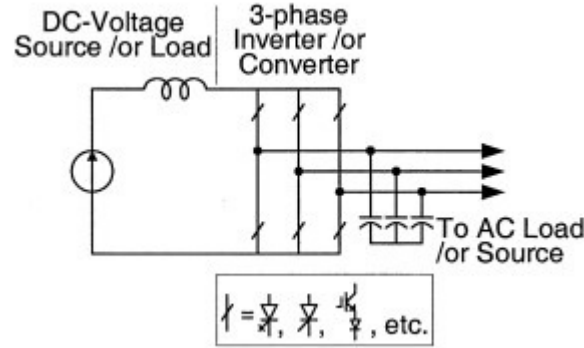 DC-Voltage
Source /or Load
3-phase
Inverter /or
Converter
To AC Load
/or Source
= , , , etc.